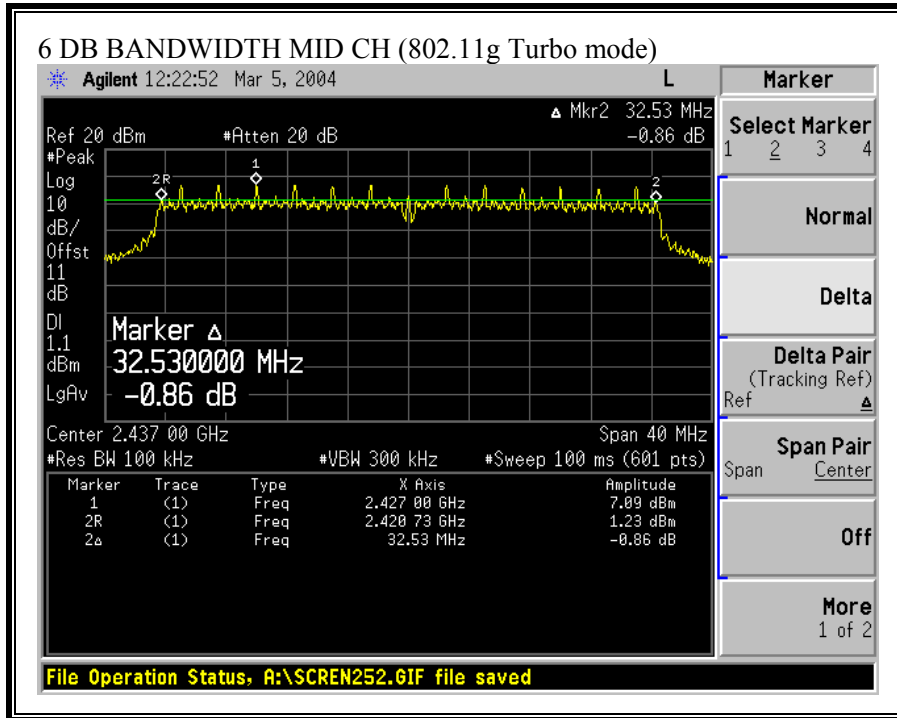 6 DB BANDWIDTH MID CH (802.11g Turbo mode)
Agilent 12:22:52 Mar 5, 2004 L
Δ Mkr2 32.53 MHz
Ref 20 dBm #Atten 20 dB -0.86 dB
#Peak
Log
10
dB/
Offst
11
dB
DI
1.1
dBm
LgAv
2R
1
2
Marker Δ
32.530000 MHz
-0.86 dB
Center 2.437 00 GHz Span 40 MHz
#Res BW 100 kHz #VBW 300 kHz #Sweep 100 ms (601 pts)
Marker Trace Type X Axis Amplitude
1 (1) Freq 2.427 00 GHz 7.09 dBm
2R (1) Freq 2.420 73 GHz 1.23 dBm
2Δ (1) Freq 32.53 MHz -0.86 dB
File Operation Status, A:\SCREN252.GIF file saved
Marker
Select Marker
1 2 3 4
Normal
Delta
Delta Pair
(Tracking Ref)
Ref Δ
Span Pair
Span Center
Off
More
1 of 2